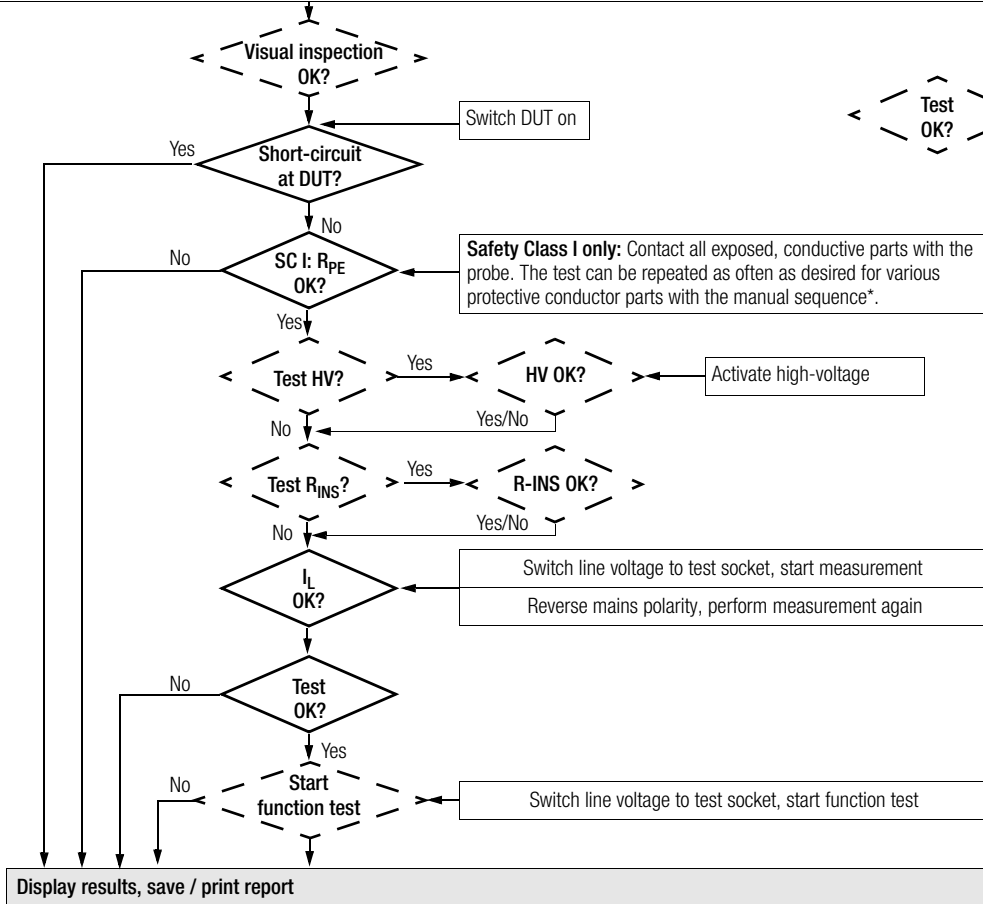 Visual inspection
OK?
Test
OK?
Switch DUT on
Yes
Short-circuit
at DUT?
No
No
SC I: RPE
OK?
Safety Class I only: Contact all exposed, conductive parts with the
probe. The test can be repeated as often as desired for various
protective conductor parts with the manual sequence*.
Yes
Test HV?
Yes
HV OK?
Activate high-voltage
Yes/No
No
Test RINS?
Yes
R-INS OK?
Yes/No
No
IL
OK?
Switch line voltage to test socket, start measurement
Reverse mains polarity, perform measurement again
No
Test
OK?
Yes
No
Start
function test
Switch line voltage to test socket, start function test
Display results, save / print report